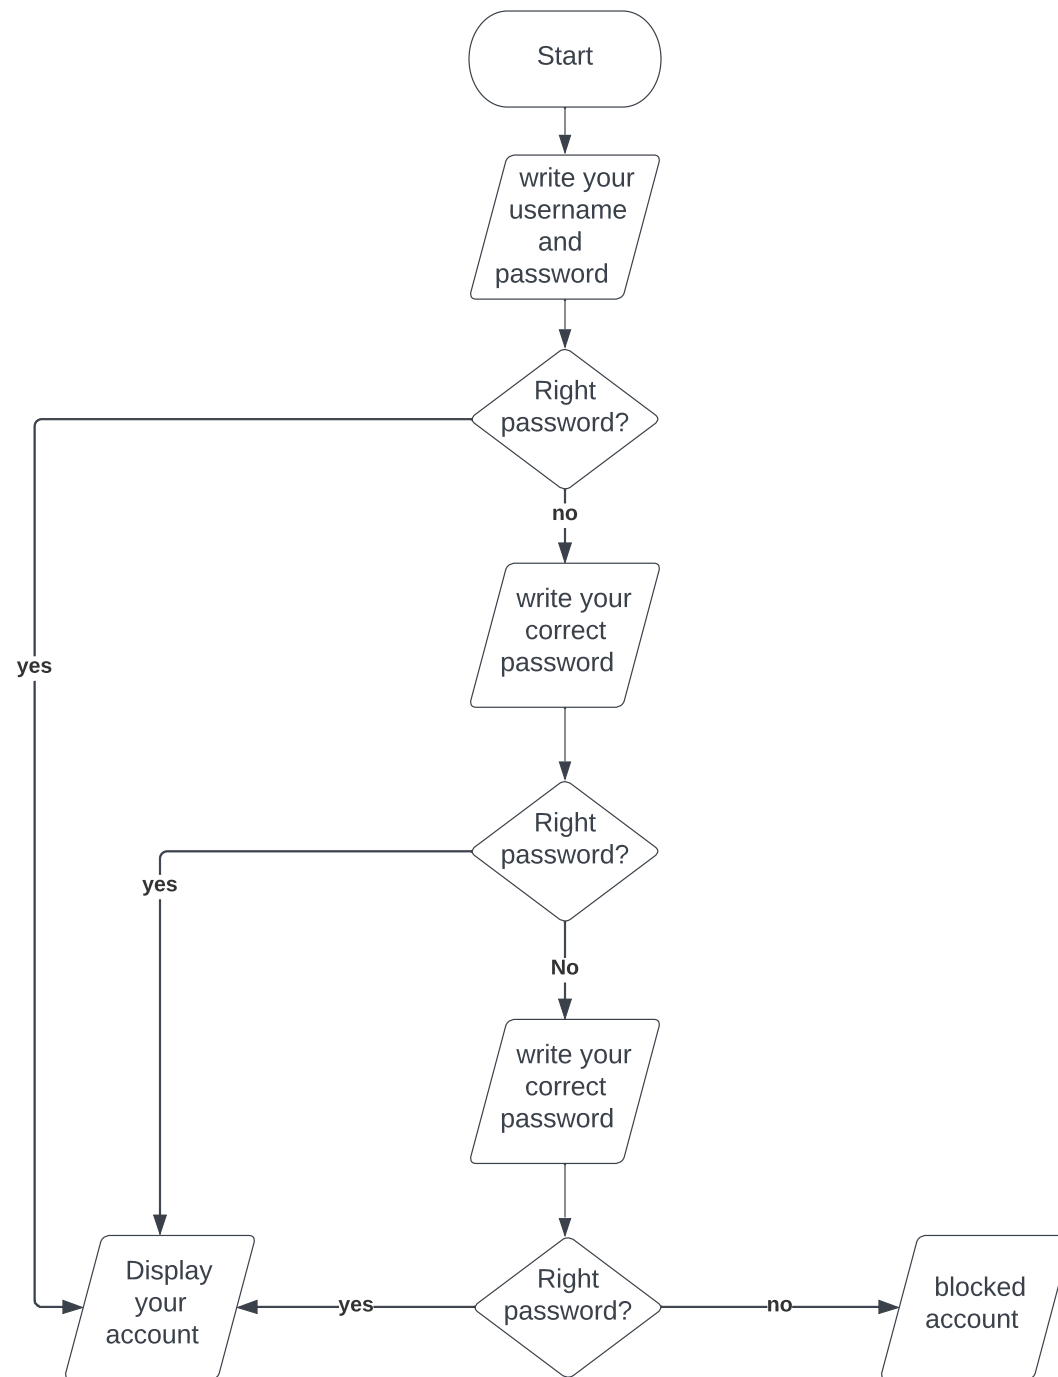 Start
write your
username
and
password
Right
password?
no
write your
correct
password
yes
Right
password?
yes
No
write your
correct
password
Display
your
account
yes
Right
password?
no
blocked
account